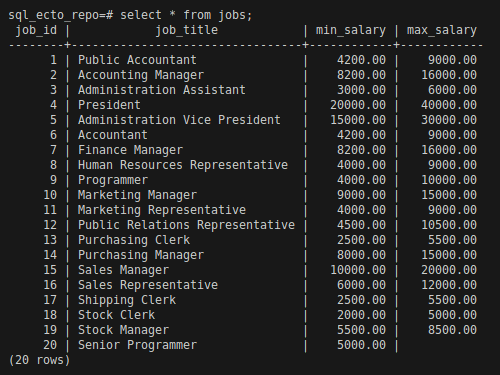 sql_ecto_repo=# select * from jobs;
 job_id |            job_title            | min_salary | max_salary
--------+---------------------------------+------------+------------
      1 | Public Accountant               |    4200.00 |    9000.00
      2 | Accounting Manager              |    8200.00 |   16000.00
      3 | Administration Assistant        |    3000.00 |    6000.00
      4 | President                       |   20000.00 |   40000.00
      5 | Administration Vice President   |   15000.00 |   30000.00
      6 | Accountant                      |    4200.00 |    9000.00
      7 | Finance Manager                 |    8200.00 |   16000.00
      8 | Human Resources Representative  |    4000.00 |    9000.00
      9 | Programmer                      |    4000.00 |   10000.00
     10 | Marketing Manager               |    9000.00 |   15000.00
     11 | Marketing Representative        |    4000.00 |    9000.00
     12 | Public Relations Representative |    4500.00 |   10500.00
     13 | Purchasing Clerk                |    2500.00 |    5500.00
     14 | Purchasing Manager              |    8000.00 |   15000.00
     15 | Sales Manager                   |   10000.00 |   20000.00
     16 | Sales Representative            |    6000.00 |   12000.00
     17 | Shipping Clerk                  |    2500.00 |    5500.00
     18 | Stock Clerk                     |    2000.00 |    5000.00
     19 | Stock Manager                   |    5500.00 |    8500.00
     20 | Senior Programmer               |    5000.00 |
(20 rows)